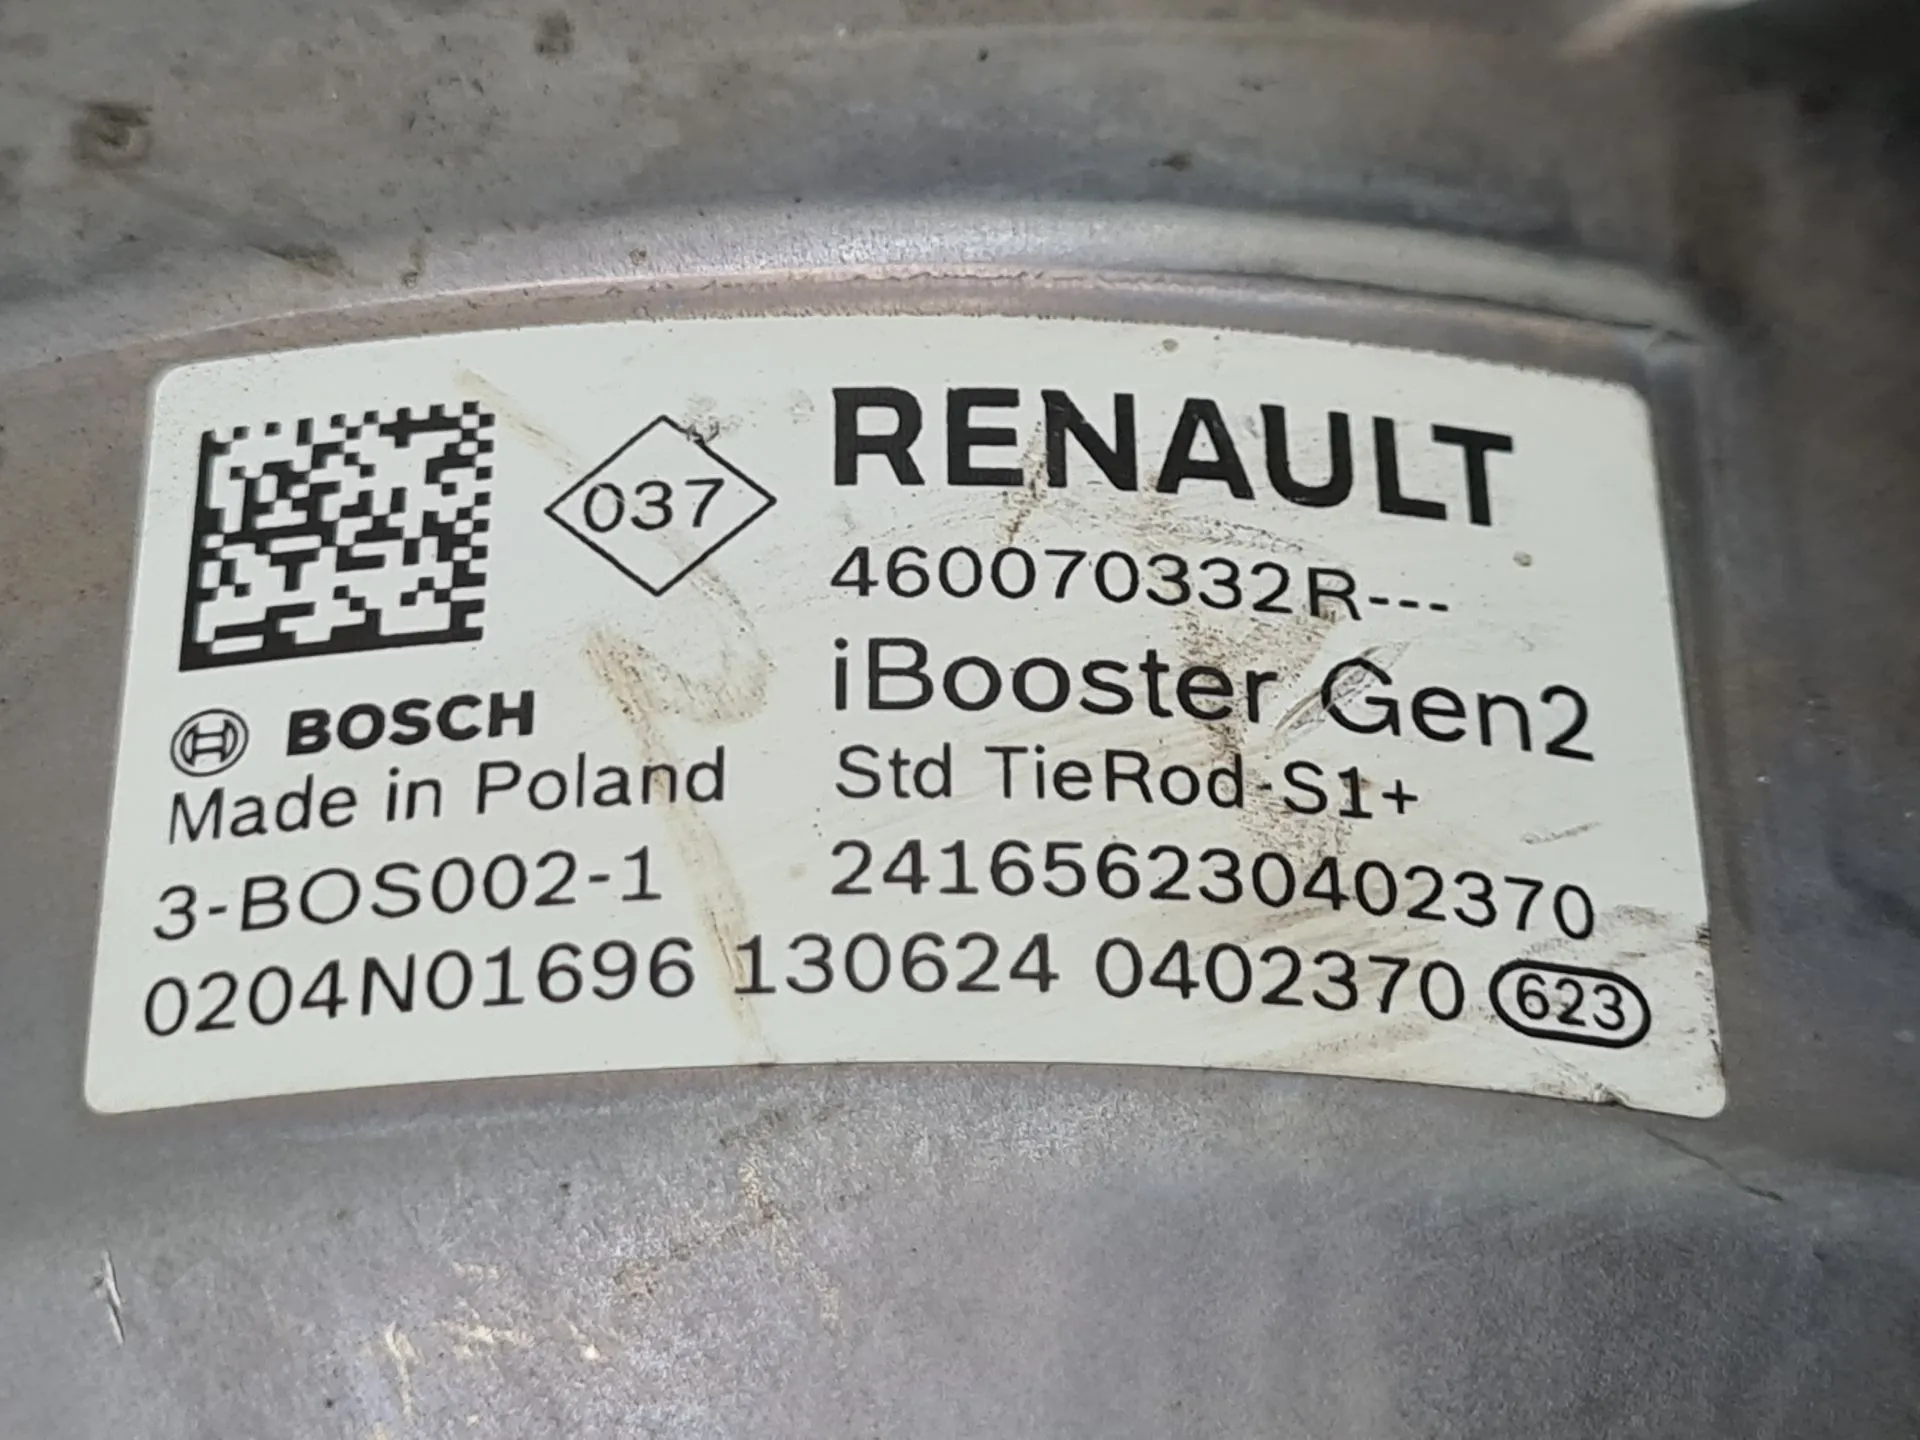 037
RENAULT
460070332R---
iBooster Gen2
BOSCH
Made in Poland
Std TieRod-S1+
3-BOS002-1
241656230402370
0204N01696 130624 0402370 623